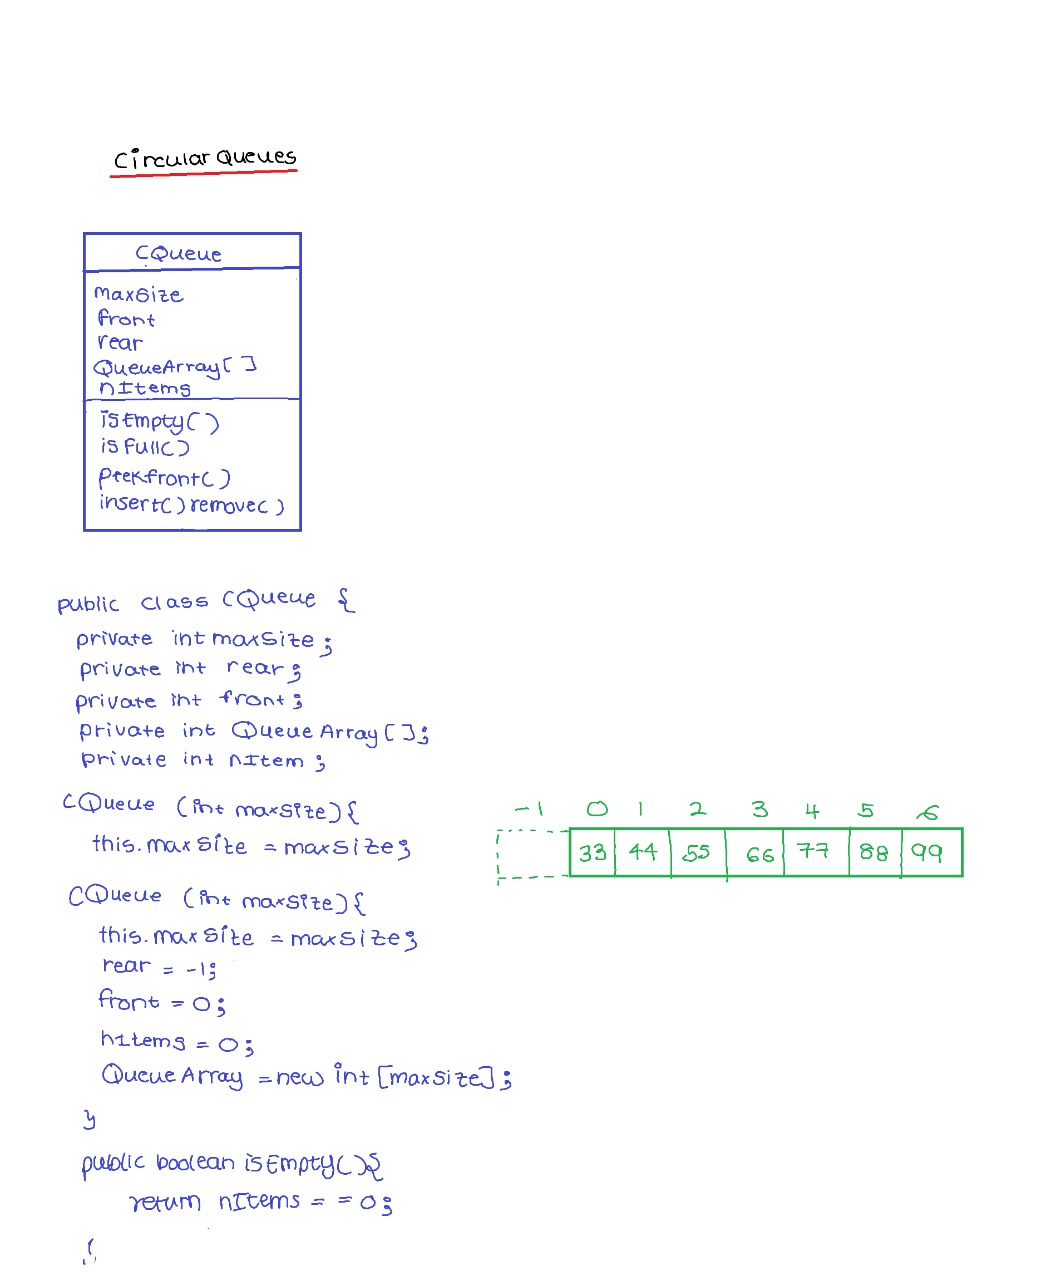 Circular Queues
CQueue
maxSize
front
rear
QueueArray[ ]
nItems
isEmpty( )
isFull( )
peekfront( )
insert( ) remove( )
public class CQueue {
private int maxSize ;
private int rear ;
private int front ;
private int QueueArray [ ] ;
private int nItem ;
CQueue (int maxSize) {
this.maxSize = maxSize ;
-1 0 1 2 3 4 5 6
33 44 55 66 77 88 99
CQueue (int maxSize) {
this.maxSize = maxSize ;
rear = -1;
front = 0 ;
nItems = 0 ;
QueueArray = new int [maxSize] ;
}
public boolean isEmpty( ) {
return nItems = = 0 ;